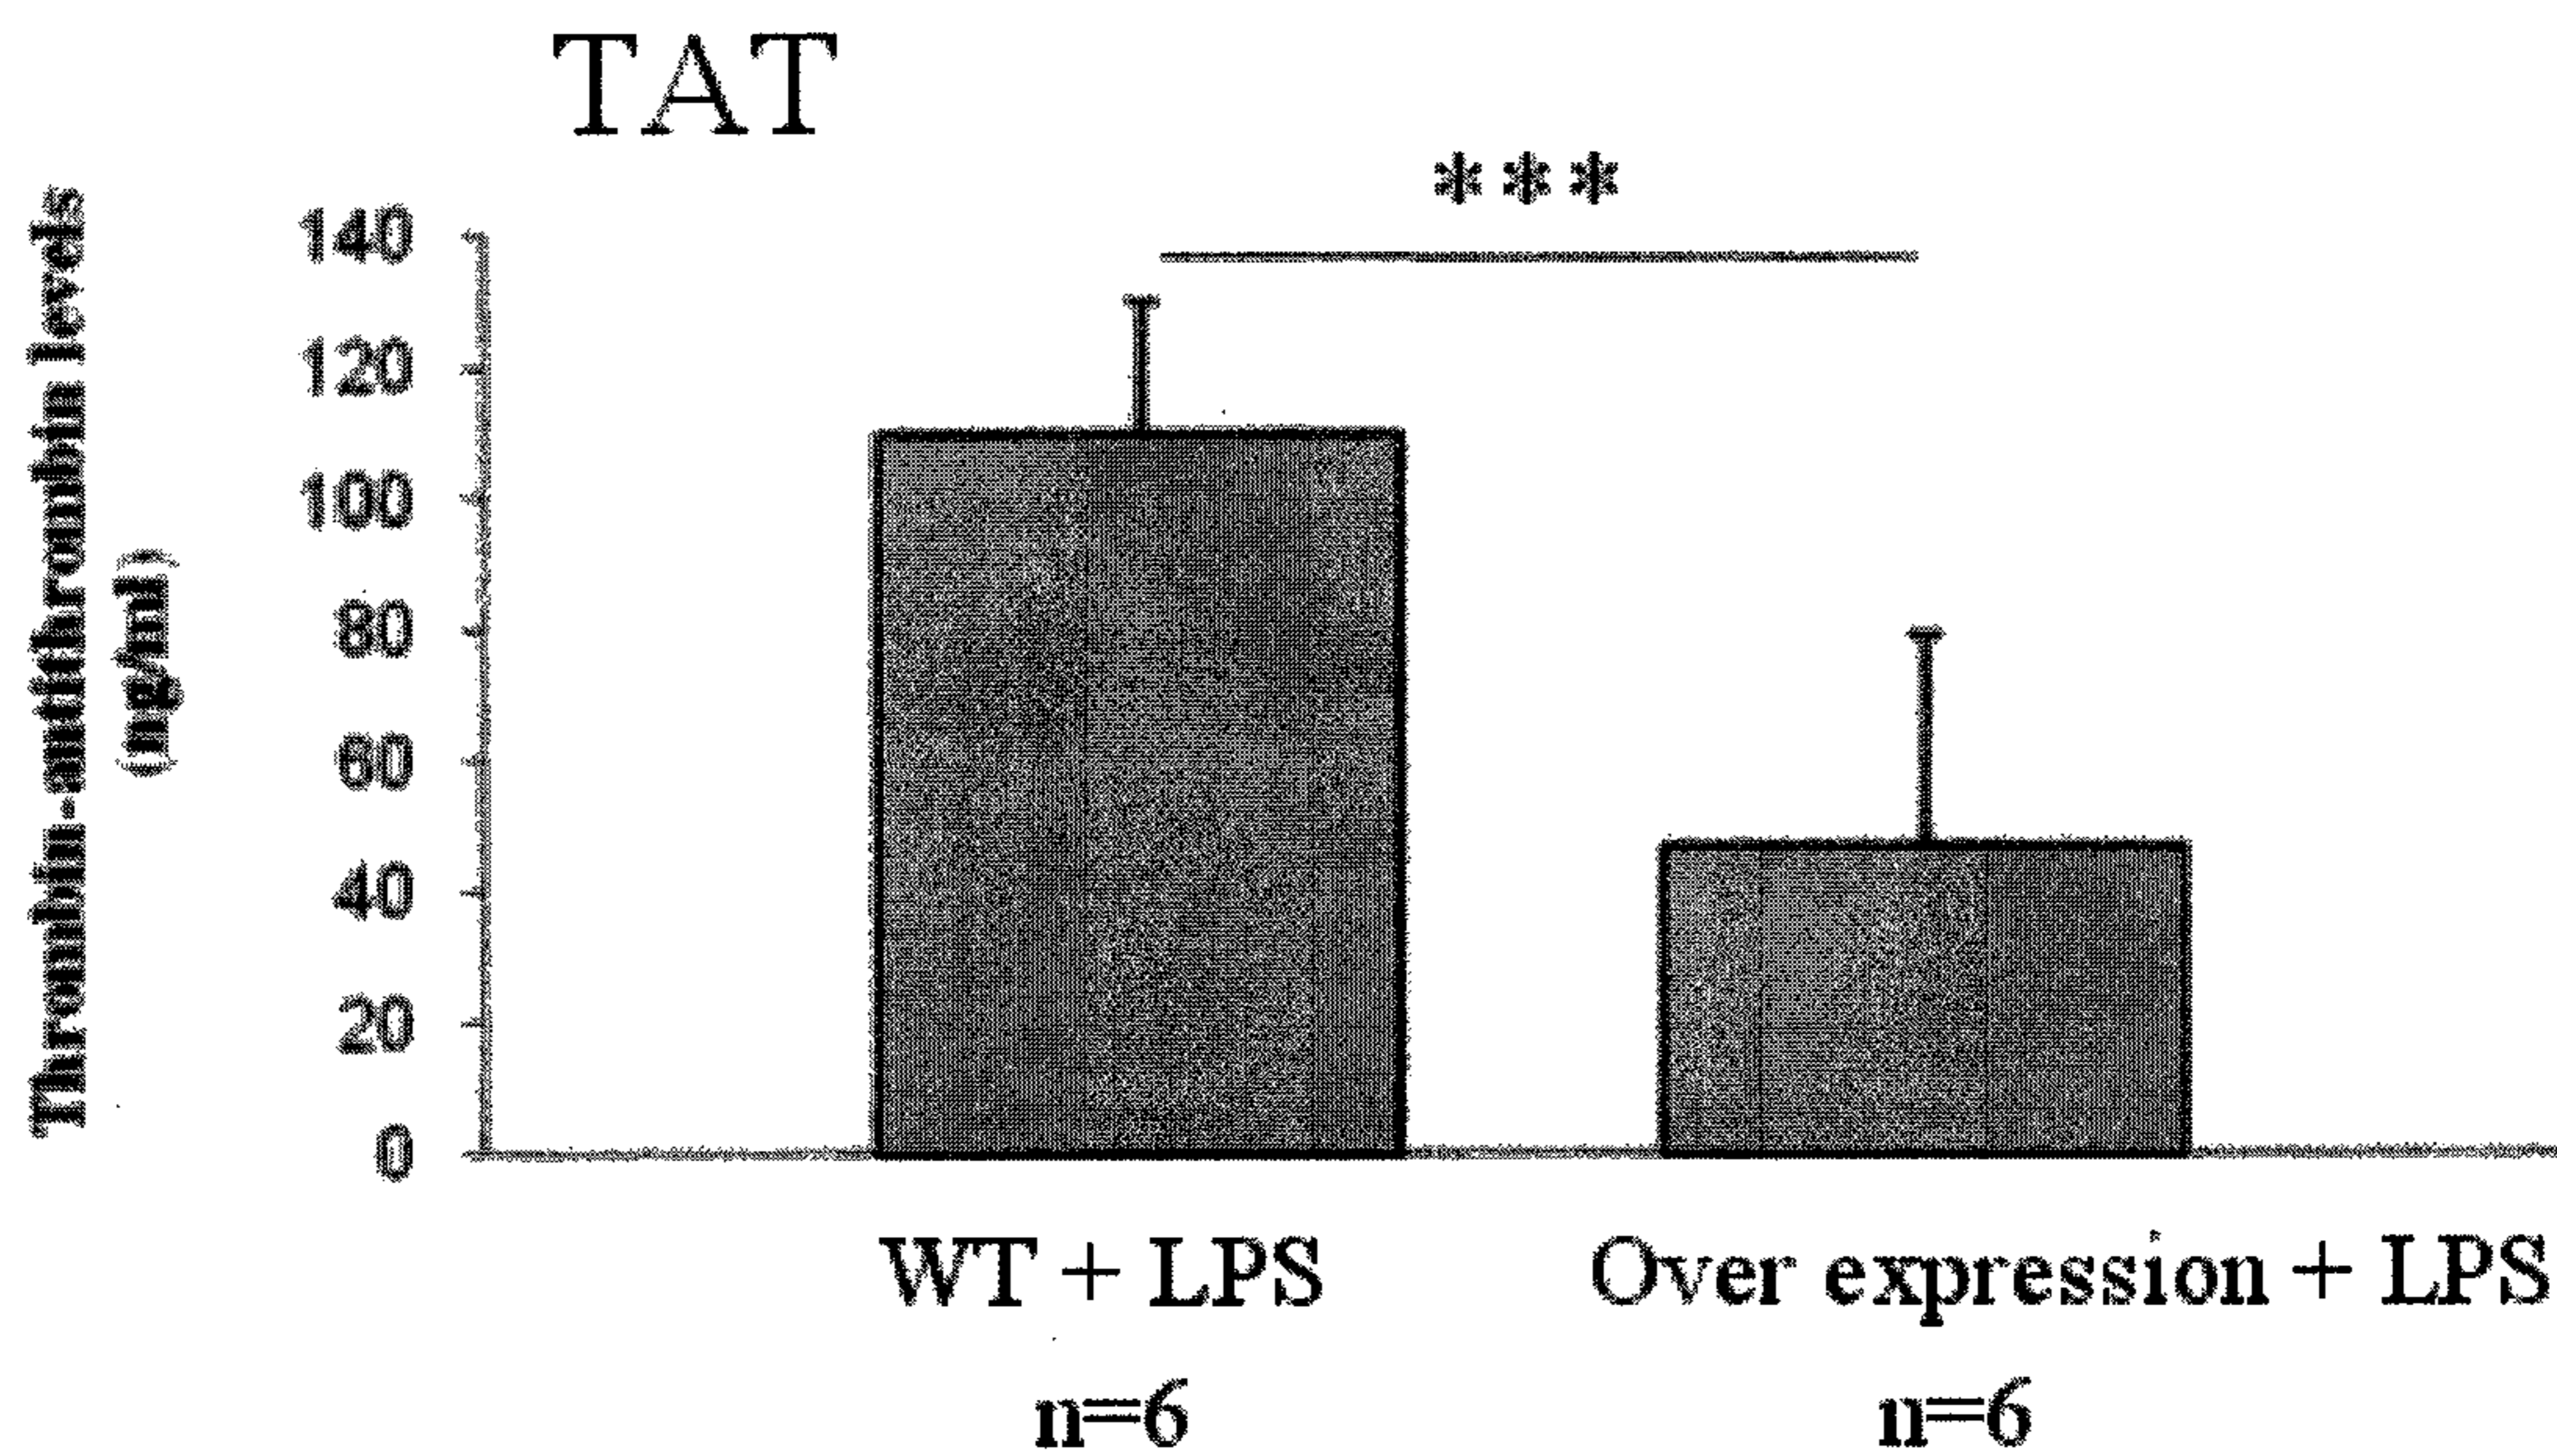 TAT
***
Thrombin-antithrombin levels
(ng/ml)
140
120
100
80
60
40
20
0
WT + LPS
Over expression + LPS
n=6
n=6